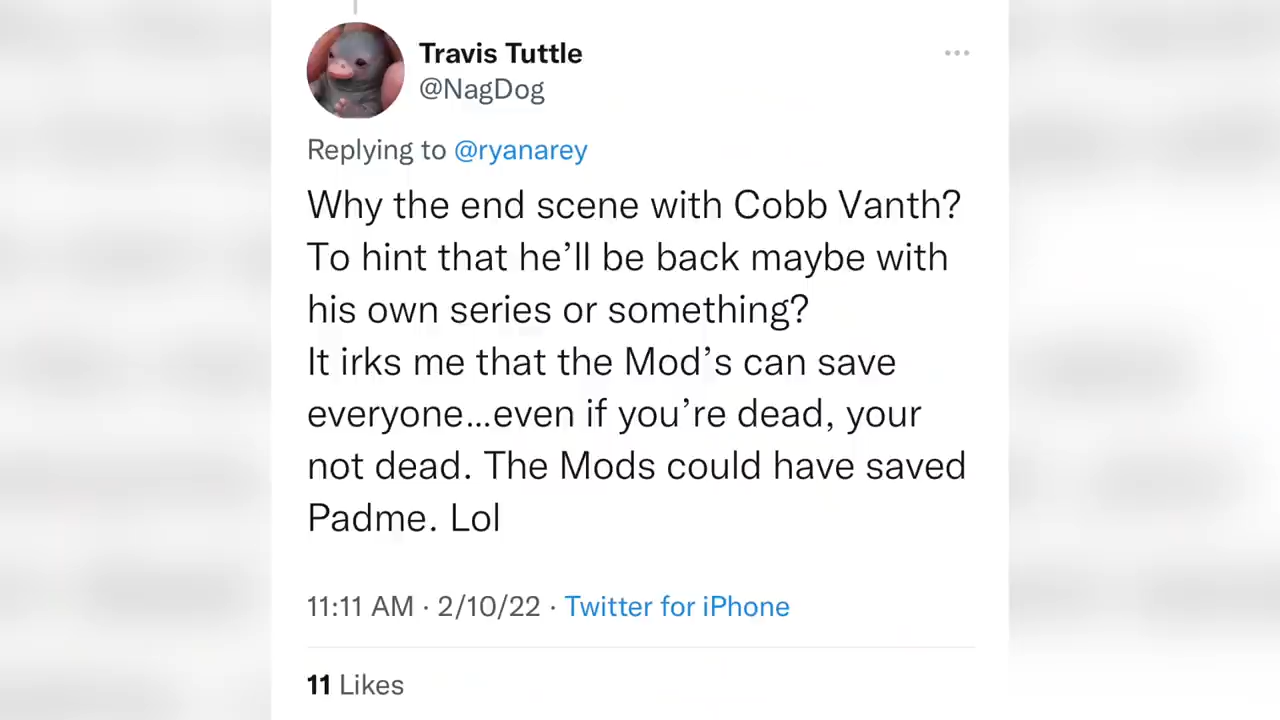 Travis Tuttle
@NagDog
Replying to @ryanarey
Why the end scene with Cobb Vanth?
To hint that he’ll be back maybe with
his own series or something?
It irks me that the Mod’s can save
everyone...even if you’re dead, your
not dead. The Mods could have saved
Padme. Lol
11:11 AM · 2/10/22 · Twitter for iPhone
11 Likes